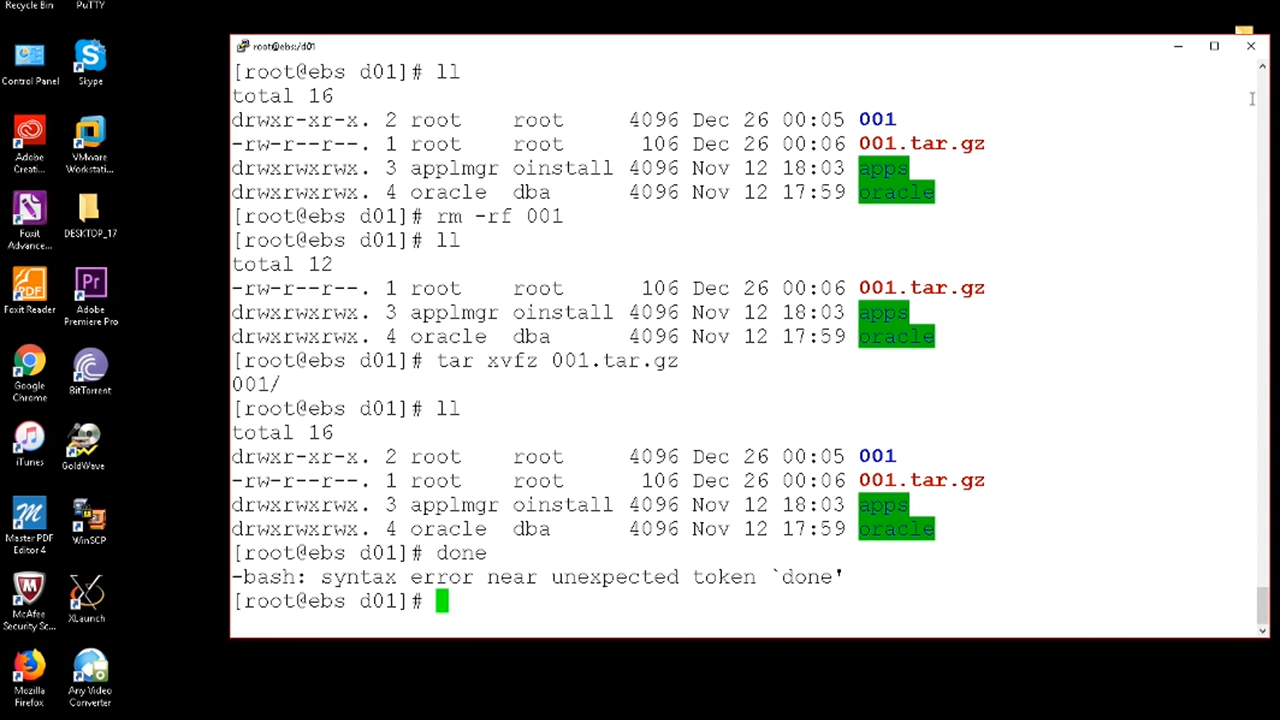 Recycle Bin
PuTTY
Control Panel
Skype
Adobe
Creati...
VMware
Workstati...
Foxit
Advance...
DESKTOP_17
Foxit Reader
Adobe
Premiere Pro
Google
Chrome
BitTorrent
iTunes
GoldWave
Master PDF
Editor 4
WinSCP
McAfee
Security Sc...
XLaunch
Mozilla
Firefox
Any Video
Converter
root@ebs:/d01
[root@ebs d01]# ll
total 16
drwxr-xr-x. 2 root    root      4096 Dec 26 00:05 001
-rw-r--r--. 1 root    root       106 Dec 26 00:06 001.tar.gz
drwxrwxrwx. 3 applmgr oinstall 4096 Nov 12 18:03 apps
drwxrwxrwx. 4 oracle  dba       4096 Nov 12 17:59 oracle
[root@ebs d01]# rm -rf 001
[root@ebs d01]# ll
total 12
-rw-r--r--. 1 root    root       106 Dec 26 00:06 001.tar.gz
drwxrwxrwx. 3 applmgr oinstall 4096 Nov 12 18:03 apps
drwxrwxrwx. 4 oracle  dba       4096 Nov 12 17:59 oracle
[root@ebs d01]# tar xvfz 001.tar.gz
001/
[root@ebs d01]# ll
total 16
drwxr-xr-x. 2 root    root      4096 Dec 26 00:05 001
-rw-r--r--. 1 root    root       106 Dec 26 00:06 001.tar.gz
drwxrwxrwx. 3 applmgr oinstall 4096 Nov 12 18:03 apps
drwxrwxrwx. 4 oracle  dba       4096 Nov 12 17:59 oracle
[root@ebs d01]# done
-bash: syntax error near unexpected token `done'
[root@ebs d01]#